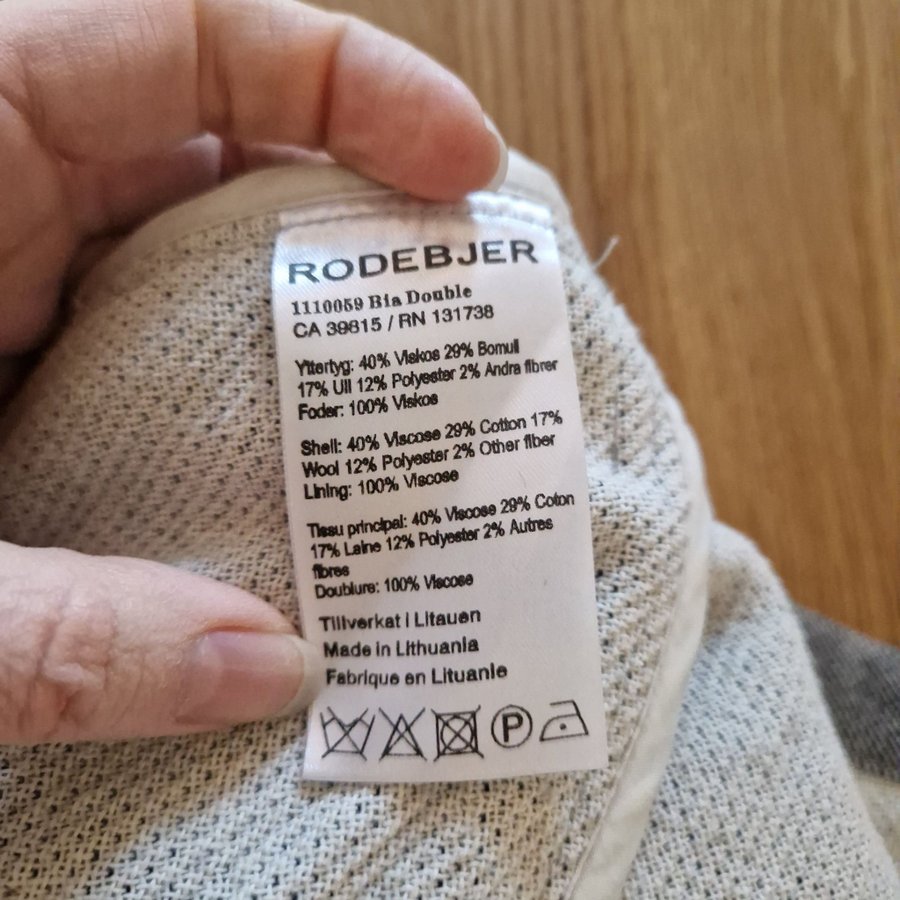 RODEBJER
1110059 Bia Double
CA 39815 / RN 131738
Yttertyg: 40% Viskos 29% Bomull
17% Ull 12% Polyester 2% Andra fibrer
Foder: 100% Viskos
Shell: 40% Viscose 29% Cotton 17%
Wool 12% Polyester 2% Other fiber
Lining: 100% Viscose
Tissu principal: 40% Viscose 29% Coton
17% Laine 12% Polyester 2% Autres
fibres
Doublure: 100% Viscose
Tillverkat i Litauen
Made in Lithuania
Fabrique en Lituanie
P